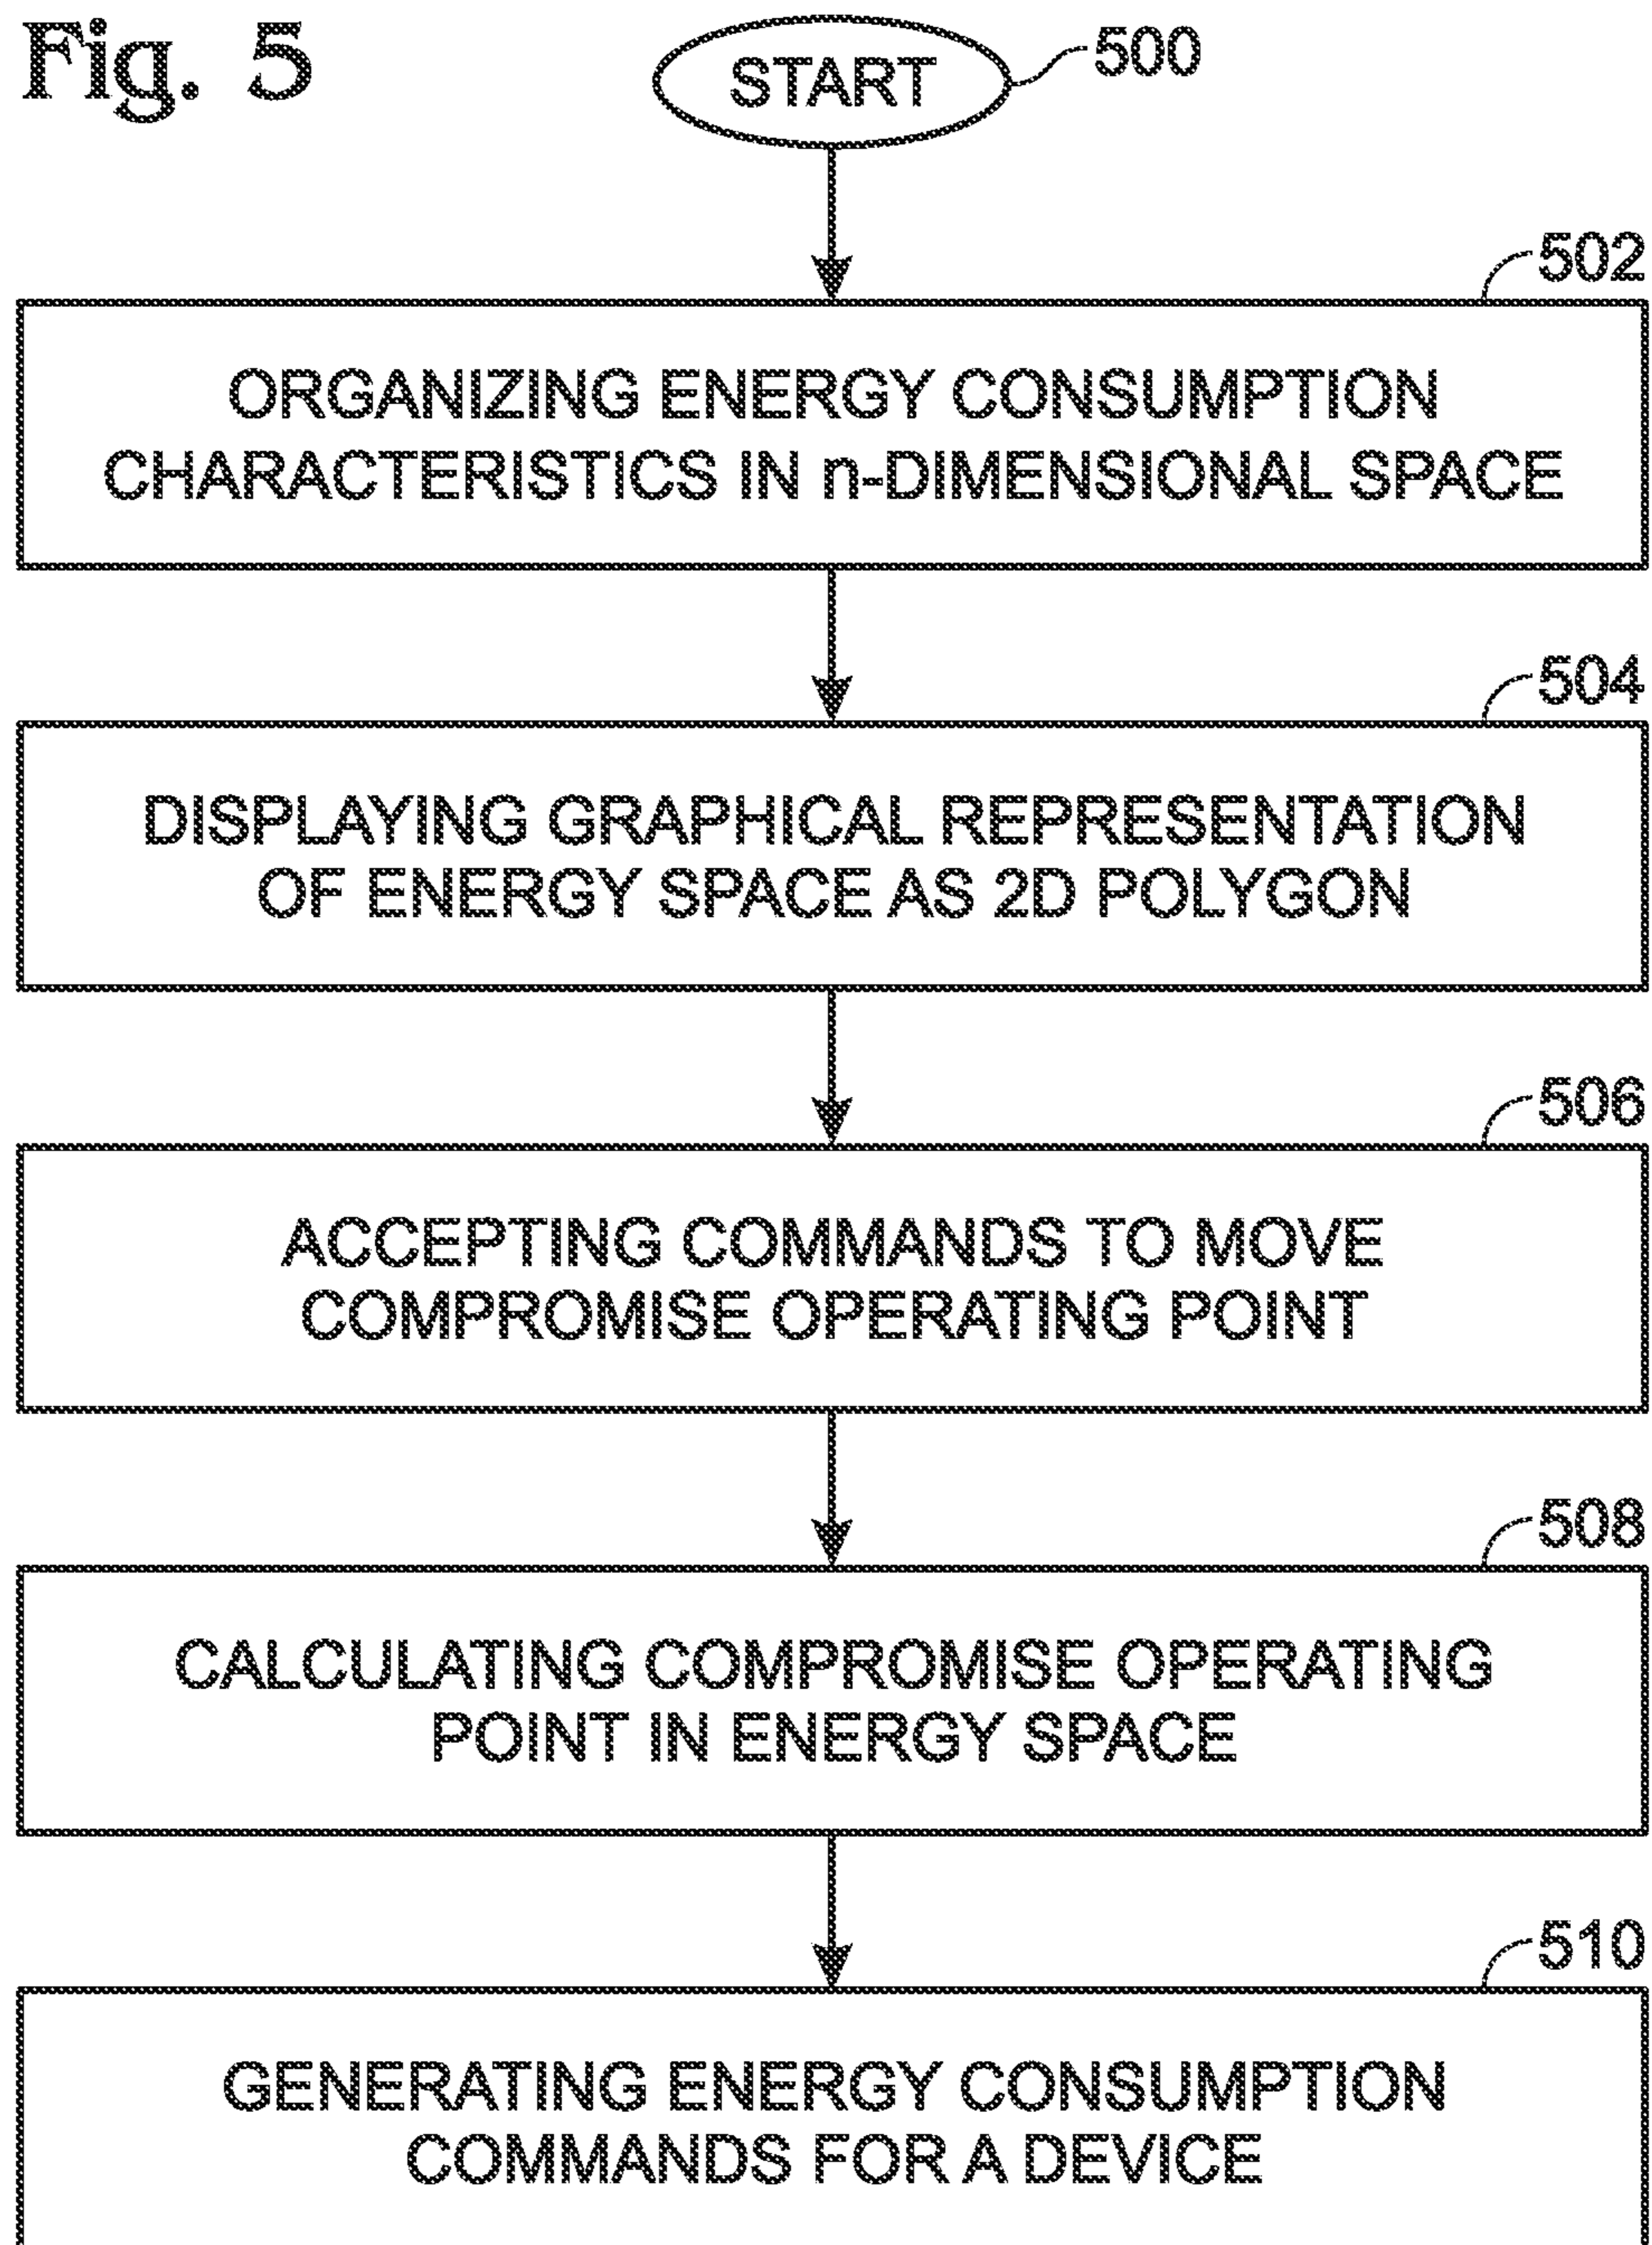 Fig. 5
START
500
502
ORGANIZING ENERGY CONSUMPTION
CHARACTERISTICS IN n-DIMENSIONAL SPACE
504
DISPLAYING GRAPHICAL REPRESENTATION
OF ENERGY SPACE AS 2D POLYGON
506
ACCEPTING COMMANDS TO MOVE
COMPROMISE OPERATING POINT
508
CALCULATING COMPROMISE OPERATING
POINT IN ENERGY SPACE
510
GENERATING ENERGY CONSUMPTION
COMMANDS FOR A DEVICE